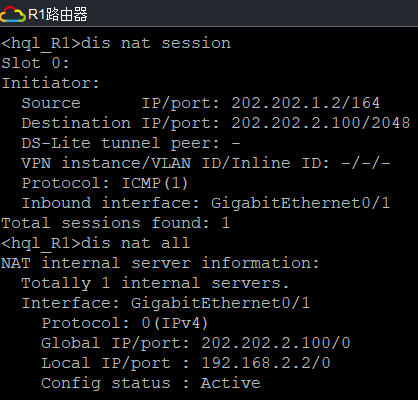 R1路由器
<hql_R1>dis nat session
Slot 0:
Initiator:
  Source      IP/port: 202.202.1.2/164
  Destination IP/port: 202.202.2.100/2048
  DS-Lite tunnel peer: -
  VPN instance/VLAN ID/Inline ID: -/-/-
  Protocol: ICMP(1)
  Inbound interface: GigabitEthernet0/1
Total sessions found: 1
<hql_R1>dis nat all
NAT internal server information:
  Totally 1 internal servers.
  Interface: GigabitEthernet0/1
    Protocol: 0(IPv4)
    Global IP/port: 202.202.2.100/0
    Local IP/port : 192.168.2.2/0
    Config status : Active